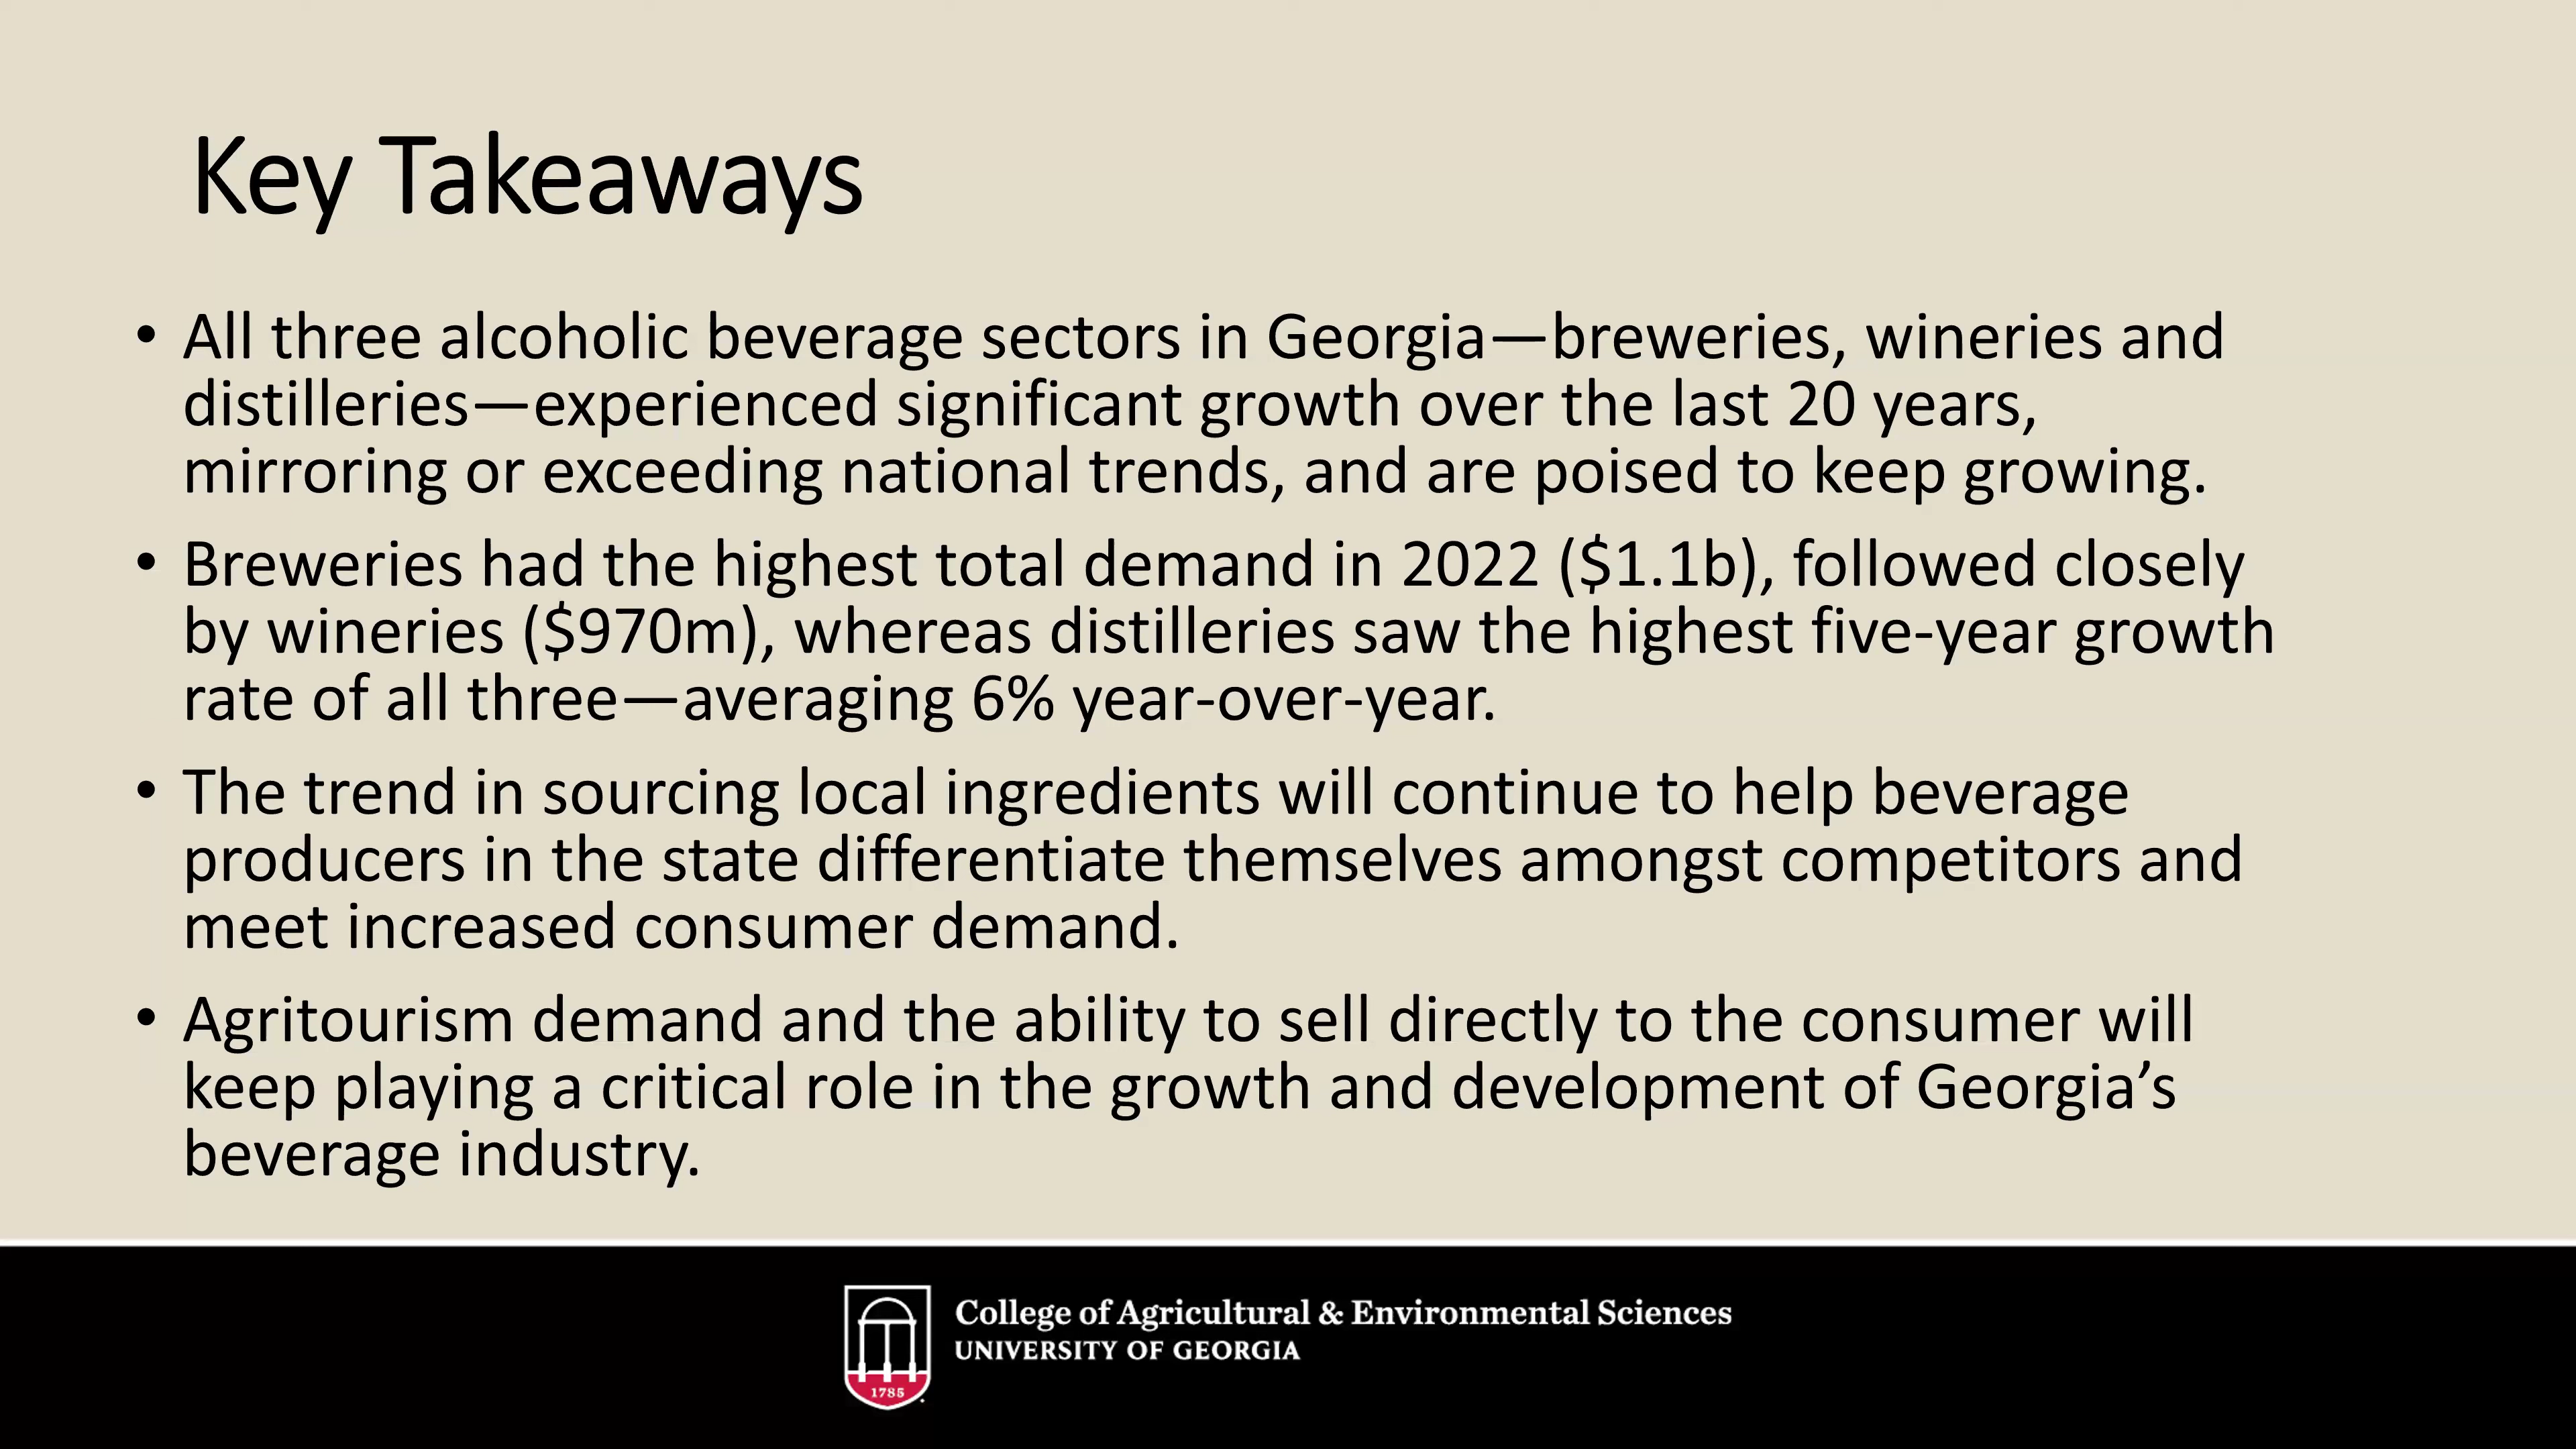 Key Takeaways
• All three alcoholic beverage sectors in Georgia—breweries, wineries and
distilleries—experienced significant growth over the last 20 years,
mirroring or exceeding national trends, and are poised to keep growing.
• Breweries had the highest total demand in 2022 ($1.1b), followed closely
by wineries ($970m), whereas distilleries saw the highest five-year growth
rate of all three—averaging 6% year-over-year.
• The trend in sourcing local ingredients will continue to help beverage
producers in the state differentiate themselves amongst competitors and
meet increased consumer demand.
• Agritourism demand and the ability to sell directly to the consumer will
keep playing a critical role in the growth and development of Georgia’s
beverage industry.
College of Agricultural & Environmental Sciences
UNIVERSITY OF GEORGIA
1785